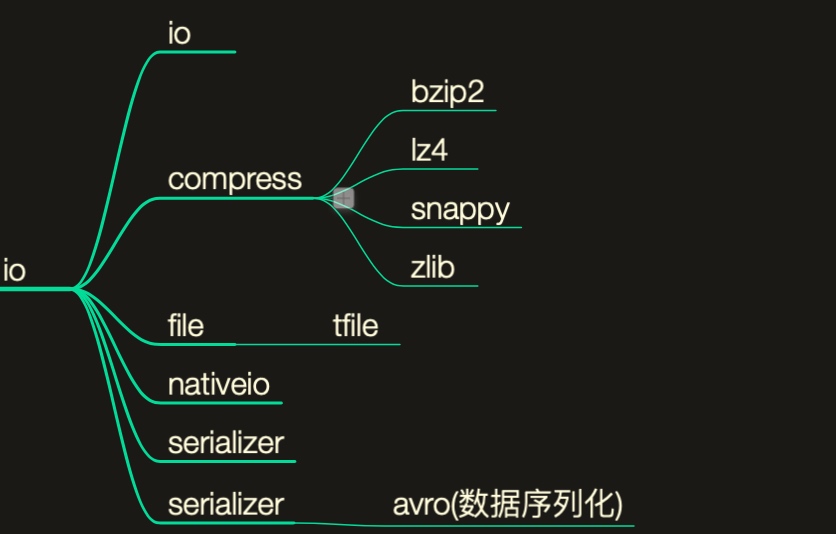 io
io
compress
bzip2
lz4
snappy
zlib
file
tfile
nativeio
serializer
serializer
avro(数据序列化)